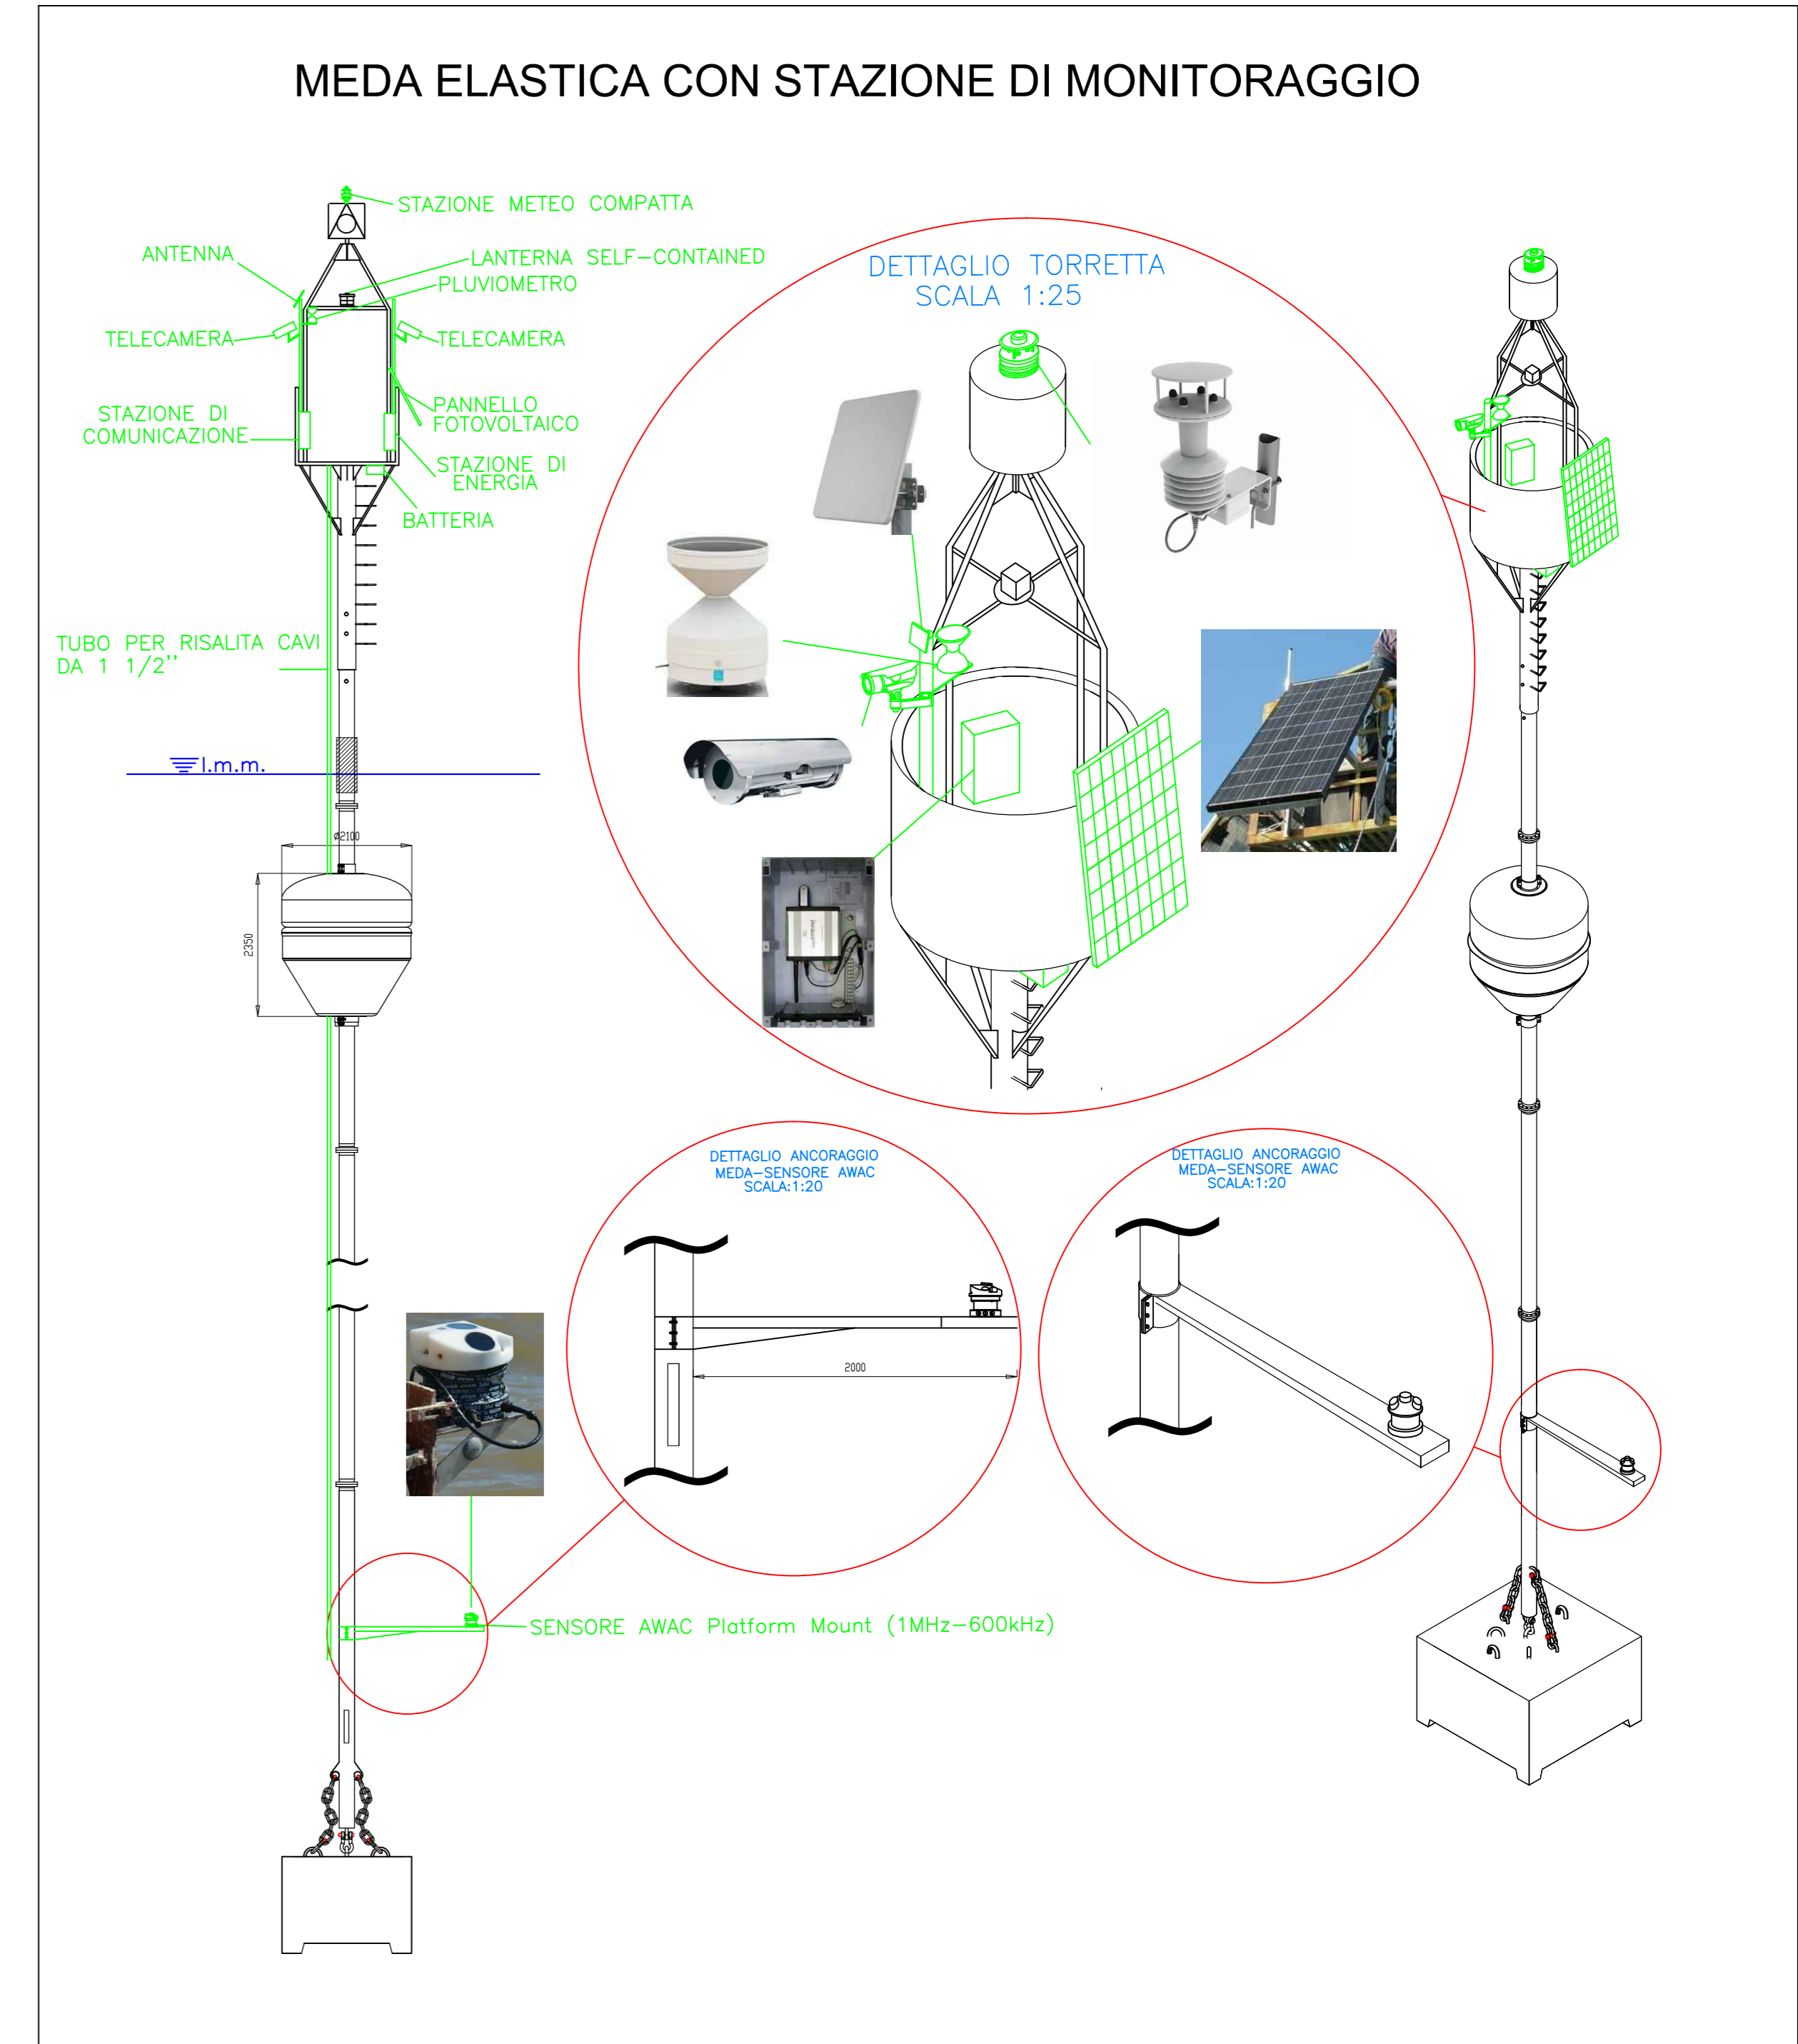 MEDA ELASTICA CON STAZIONE DI MONITORAGGIO
STAZIONE METEO COMPATTA
ANTENNA
LANTERNA SELF-CONTAINED
PLUVIOMETRO
TELECAMERA
TELECAMERA
STAZIONE DI
COMUNICAZIONE
PANNELLO
FOTOVOLTAICO
STAZIONE DI
ENERGIA
BATTERIA
TUBO PER RISALITA CAVI
DA 1 1/2''
l.m.m.
Ø2100
2350
DETTAGLIO TORRETTA
SCALA 1:25
DETTAGLIO ANCORAGGIO
MEDA-SENSORE AWAC
SCALA:1:20
2000
DETTAGLIO ANCORAGGIO
MEDA-SENSORE AWAC
SCALA:1:20
SENSORE AWAC Platform Mount (1MHz-600kHz)